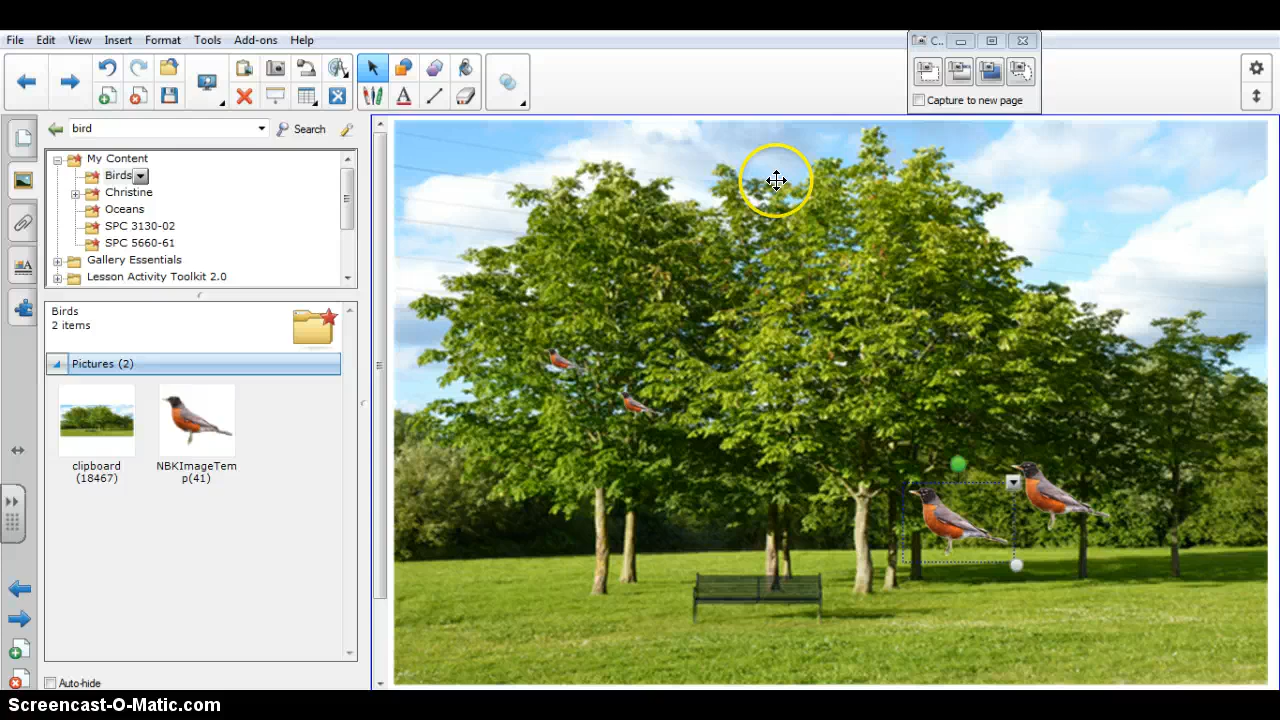 File Edit View Insert Format Tools Add-ons Help
C...
Capture to new page
bird
Search
My Content
Birds
Christine
Oceans
SPC 3130-02
SPC 5660-61
Gallery Essentials
Lesson Activity Toolkit 2.0
Birds
2 items
Pictures (2)
clipboard
(18467)
NBKImageTem
p(41)
Auto-hide
Screencast-O-Matic.com